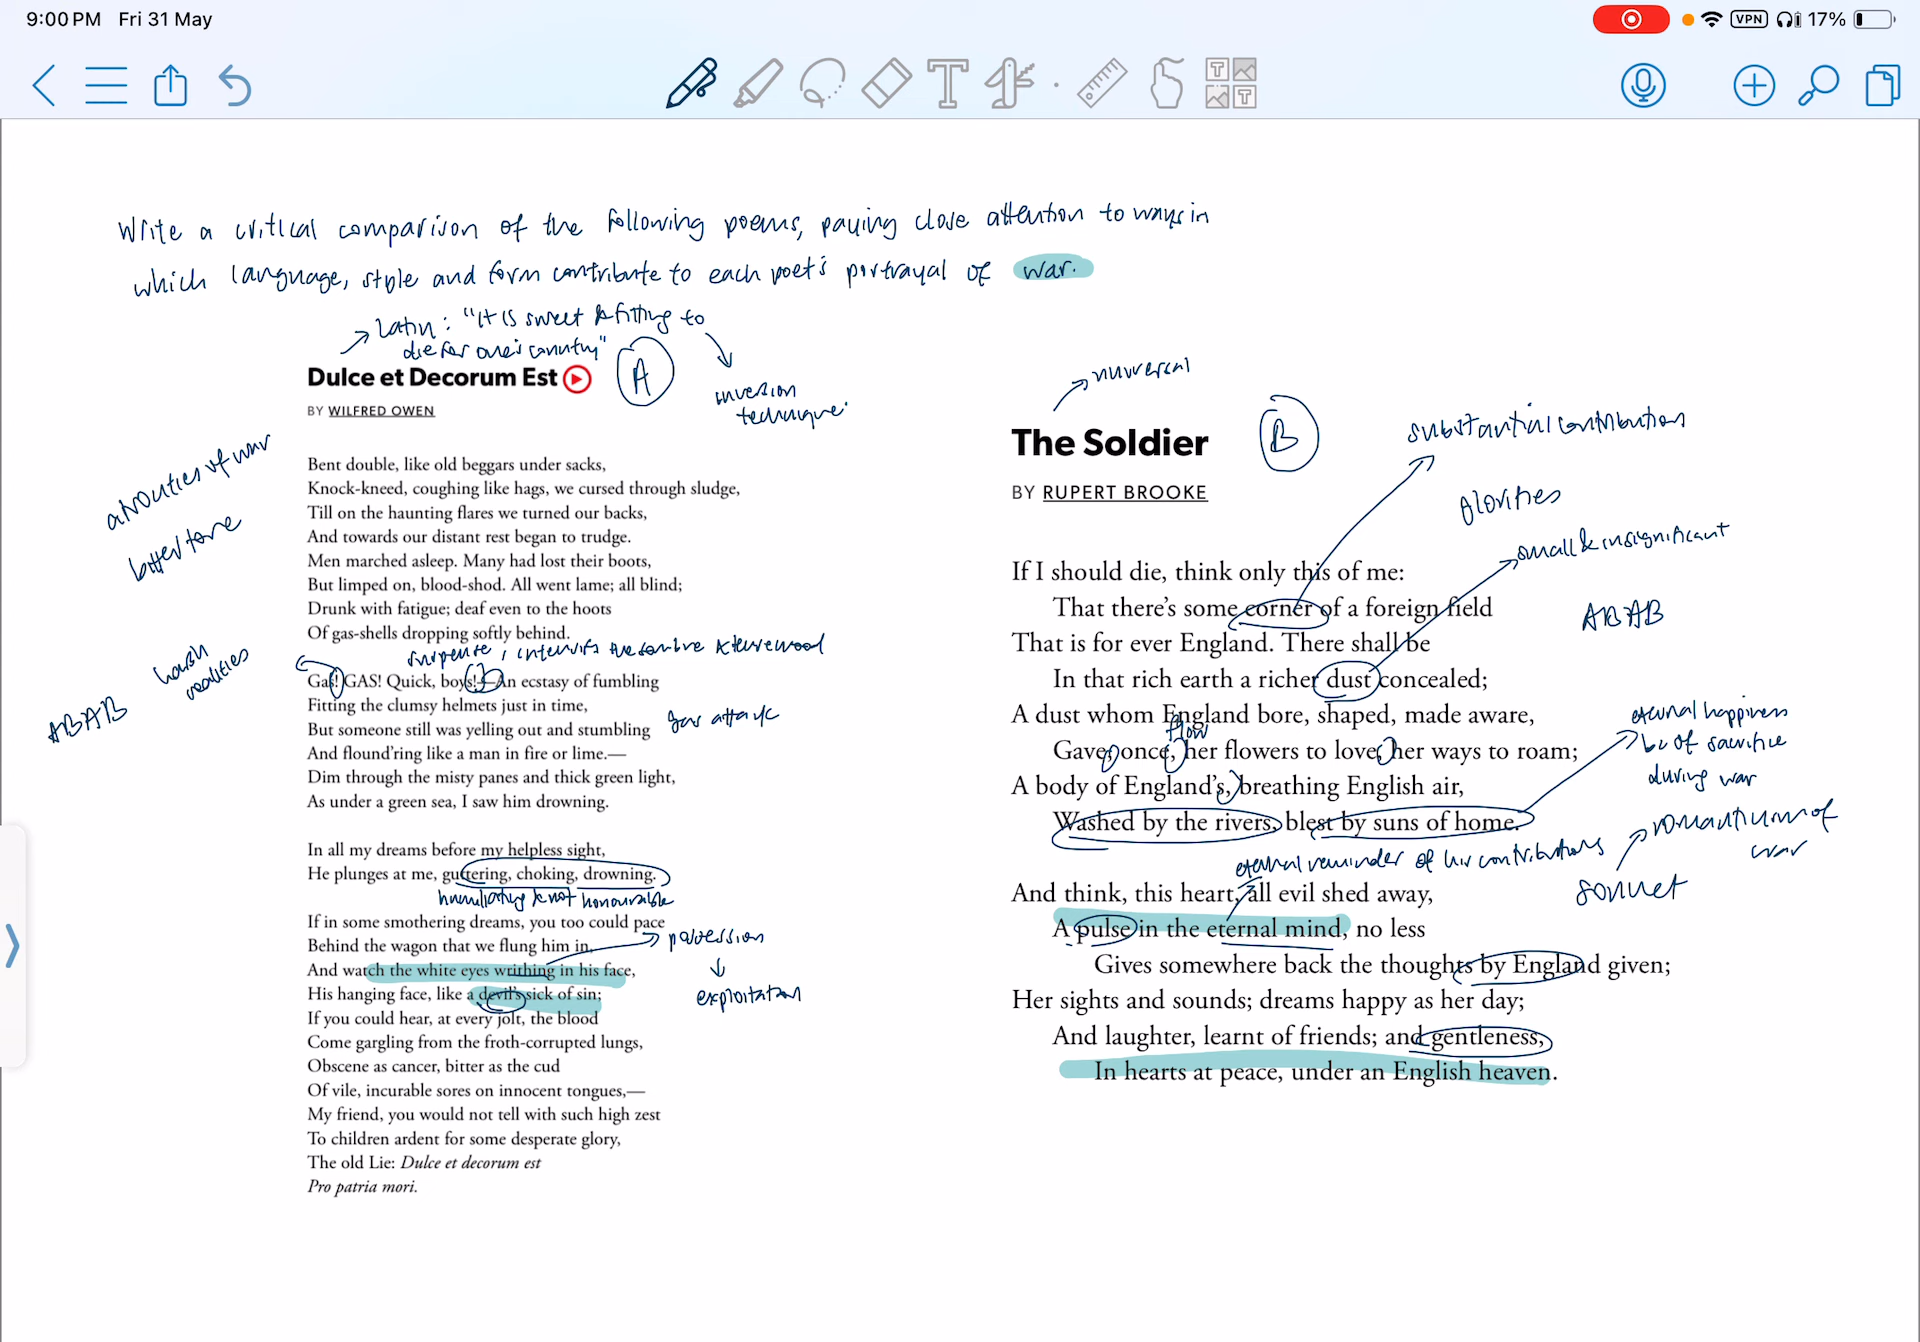 9:00 PM Fri 31 May
VPN 17%
Write a critical comparison of the following poems, paying close attention to ways in
which language, style and form contribute to each poet's portrayal of war.
Latin: "It is sweet & fitting to
die for one's country"
inversion
technique
A
Dulce et Decorum Est
BY WILFRED OWEN
atrocities of war
bitter tone
Bent double, like old beggars under sacks,
Knock-kneed, coughing like hags, we cursed through sludge,
Till on the haunting flares we turned our backs,
And towards our distant rest began to trudge.
Men marched asleep. Many had lost their boots,
But limped on, blood-shod. All went lame; all blind;
Drunk with fatigue; deaf even to the hoots
Of gas-shells dropping softly behind.
suspense, intensifies the sombre
harsh
realities
ABAB
Gas! GAS! Quick, boys!—An ecstasy of fumbling
Fitting the clumsy helmets just in time,
But someone still was yelling out and stumbling
gas attack
And flound'ring like a man in fire or lime.—
Dim through the misty panes and thick green light,
As under a green sea, I saw him drowning.
In all my dreams before my helpless sight,
He plunges at me, guttering, choking, drowning.
humiliating & not honourable
If in some smothering dreams, you too could pace
Behind the wagon that we flung him in,
And watch the white eyes writhing in his face,
His hanging face, like a devil's sick of sin;
possession
exploitation
If you could hear, at every jolt, the blood
Come gargling from the froth-corrupted lungs,
Obscene as cancer, bitter as the cud
Of vile, incurable sores on innocent tongues,—
My friend, you would not tell with such high zest
To children ardent for some desperate glory,
The old Lie: Dulce et decorum est
Pro patria mori.
universal
The Soldier
B
BY RUPERT BROOKE
substantial contributions
glorifies
small & insignificant
ABAB
If I should die, think only this of me:
That there's some corner of a foreign field
That is for ever England. There shall be
In that rich earth a richer dust concealed;
A dust whom England bore, shaped, made aware,
flow
Gave, once, her flowers to love, her ways to roam;
A body of England's, breathing English air,
Washed by the rivers, blest by suns of home.
eternal happiness
bc of sacrifice
during war
eternal reminder of his contributions
romanticism of
war
sonnet
And think, this heart, all evil shed away,
A pulse in the eternal mind, no less
Gives somewhere back the thoughts by England given;
Her sights and sounds; dreams happy as her day;
And laughter, learnt of friends; and gentleness,
In hearts at peace, under an English heaven.